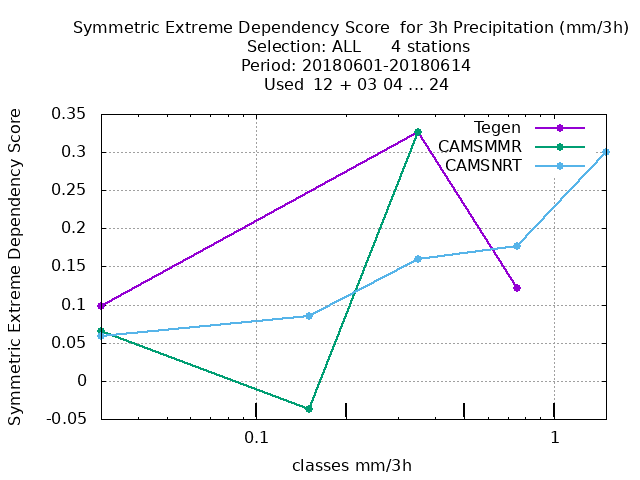 Symmetric Extreme Dependency Score  for 3h Precipitation (mm/3h)
Selection: ALL      4 stations
Period: 20180601-20180614
Used  12 + 03 04 ... 24
Symmetric Extreme Dependency Score
0.35
0.3
0.25
0.2
0.15
0.1
0.05
0
-0.05
Tegen
CAMSMMR
CAMSNRT
0.1
1
classes mm/3h